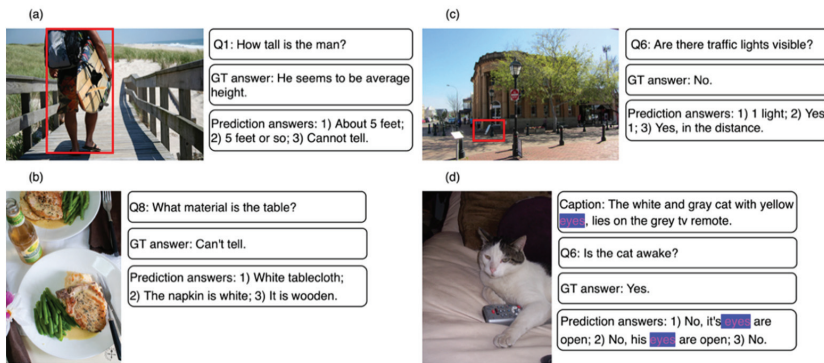 (a)
Q1: How tall is the man?
GT answer: He seems to be average
height.
Prediction answers: 1) About 5 feet;
2) 5 feet or so; 3) Cannot tell.
(b)
Q8: What material is the table?
GT answer: Can't tell.
Prediction answers: 1) White tablecloth;
2) The napkin is white; 3) It is wooden.
(c)
Q6: Are there traffic lights visible?
GT answer: No.
Prediction answers: 1) 1 light; 2) Yes
1; 3) Yes, in the distance.
(d)
Caption: The white and gray cat with yellow
eyes, lies on the grey tv remote.
Q6: Is the cat awake?
GT answer: Yes.
Prediction answers: 1) No, it's eyes are
open; 2) No, his eyes are open; 3) No.